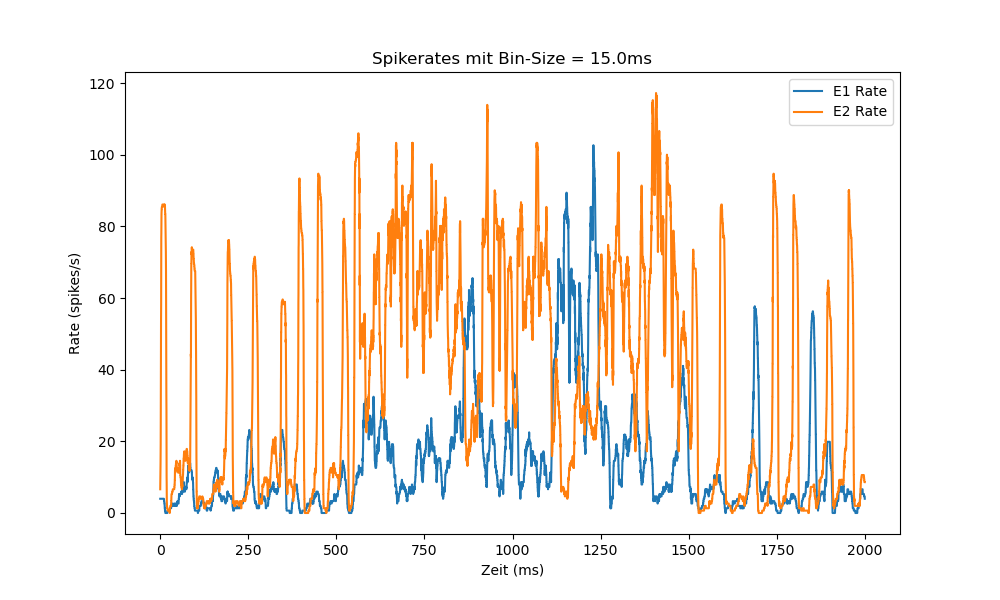 Spikerates mit Bin-Size = 15.0ms
E1 Rate
E2 Rate
120
100
80
60
40
20
0
Rate (spikes/s)
0 250 500 750 1000 1250 1500 1750 2000
Zeit (ms)